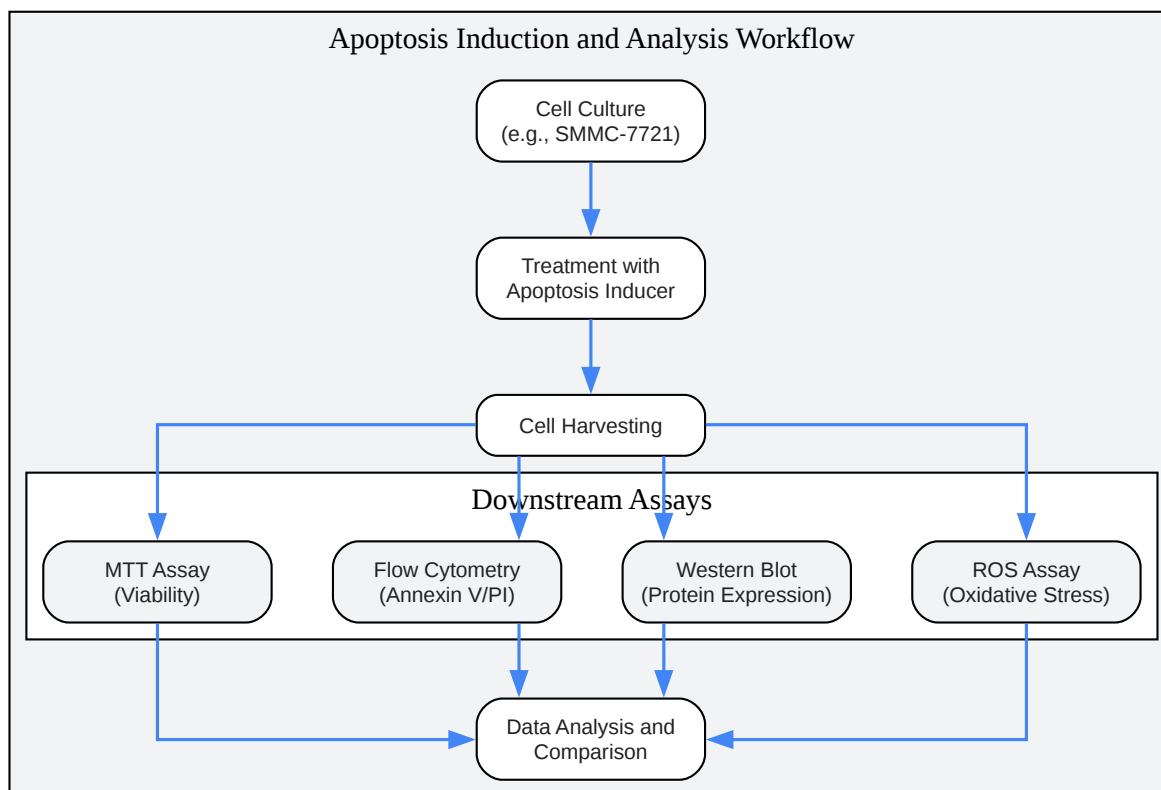 Apoptosis Induction and Analysis Workflow
Cell Culture
(e.g., SMMC-7721)
Treatment with
Apoptosis Inducer
Cell Harvesting
Downstream Assays
MTT Assay
(Viability)
Flow Cytometry
(Annexin V/PI)
Western Blot
(Protein Expression)
ROS Assay
(Oxidative Stress)
Data Analysis and
Comparison